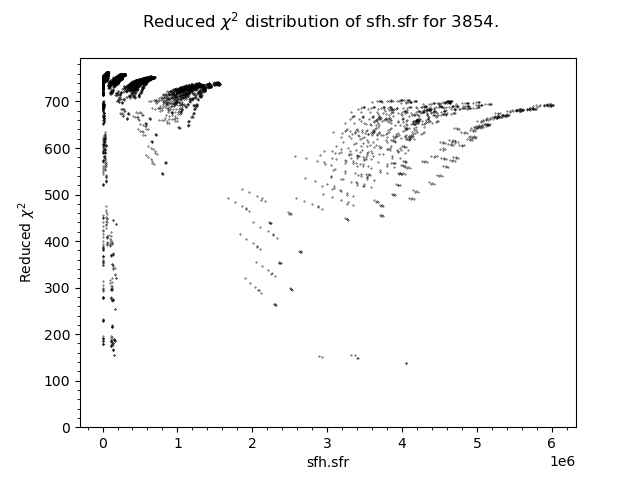 Reduced χ² distribution of sfh.sfr for 3854.
Reduced χ²
700
600
500
400
300
200
100
0
0 1 2 3 4 5 6
sfh.sfr
1e6